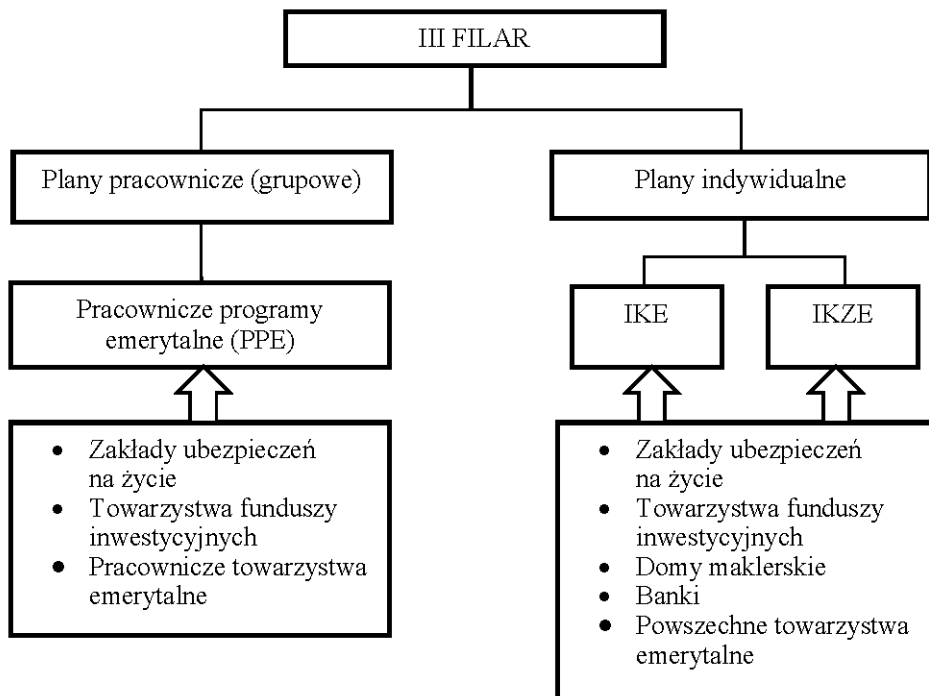 III FILAR
Plany pracownicze (grupowe)
Plany indywidualne
Pracownicze programy
emerytalne (PPE)
IKE
IKZE
• Zakłady ubezpieczeń
na życie
• Towarzystwa funduszy
inwestycyjnych
• Pracownicze towarzystwa
emerytalne
• Zakłady ubezpieczeń
na życie
• Towarzystwa funduszy
inwestycyjnych
• Domy maklerskie
• Banki
• Powszechne towarzystwa
emerytalne